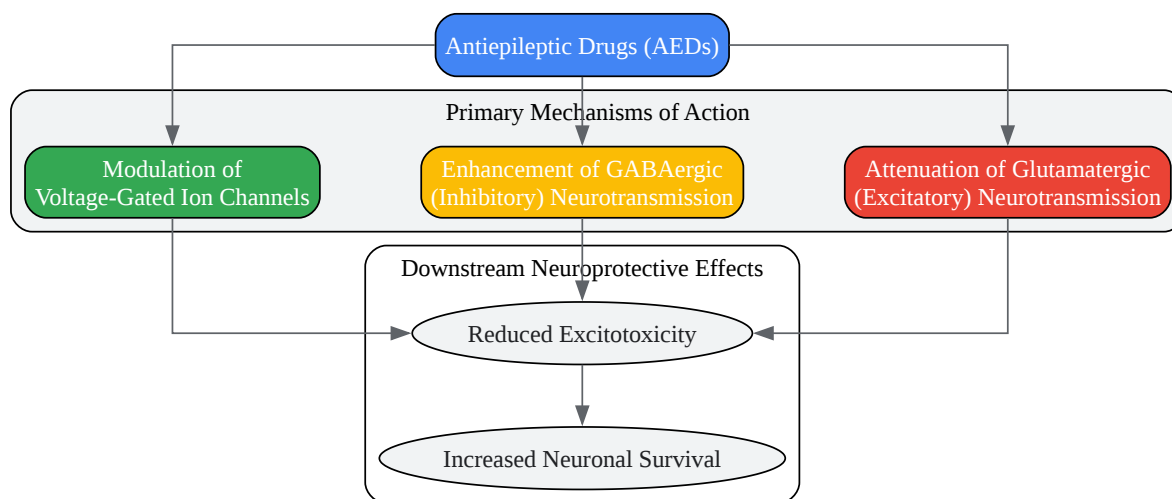 Antiepileptic Drugs (AEDs)
Primary Mechanisms of Action
Modulation of
Voltage-Gated Ion Channels
Enhancement of GABAergic
(Inhibitory) Neurotransmission
Attenuation of Glutamatergic
(Excitatory) Neurotransmission
Downstream Neuroprotective Effects
Reduced Excitotoxicity
Increased Neuronal Survival